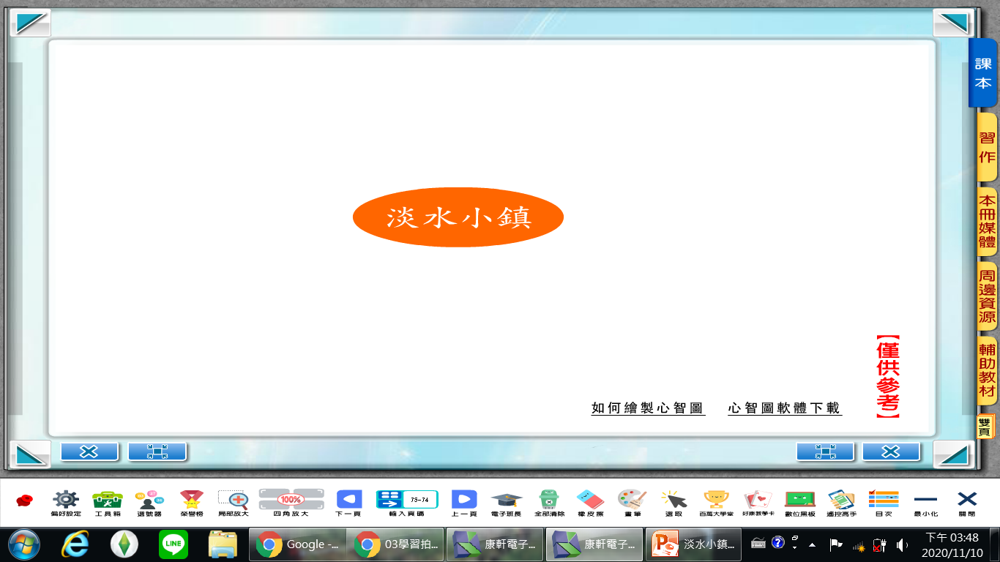 課本
習作
本冊媒體
周邊資源
輔助教材
雙頁
淡水小鎮
【僅供參考】
如何繪製心智圖
心智圖軟體下載
偏好設定
工具箱
選號器
榮譽榜
局部放大
100%
四角放大
下一頁
75-74
輸入頁碼
上一頁
電子班長
全部清除
橡皮擦
畫筆
選取
百萬大學堂
好康教學卡
數位黑板
遙控高手
目次
最小化
關閉
LINE
Google -...
03學習拍...
康軒電子...
康軒電子...
淡水小鎮...
下午 03:48
2020/11/10